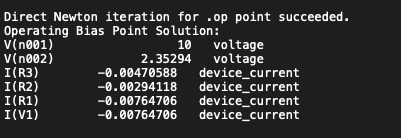 Direct Newton iteration for .op point succeeded.
Operating Bias Point Solution:
V(n001) 10 voltage
V(n002) 2.35294 voltage
I(R3) -0.00470588 device_current
I(R2) -0.00294118 device_current
I(R1) -0.00764706 device_current
I(V1) -0.00764706 device_current